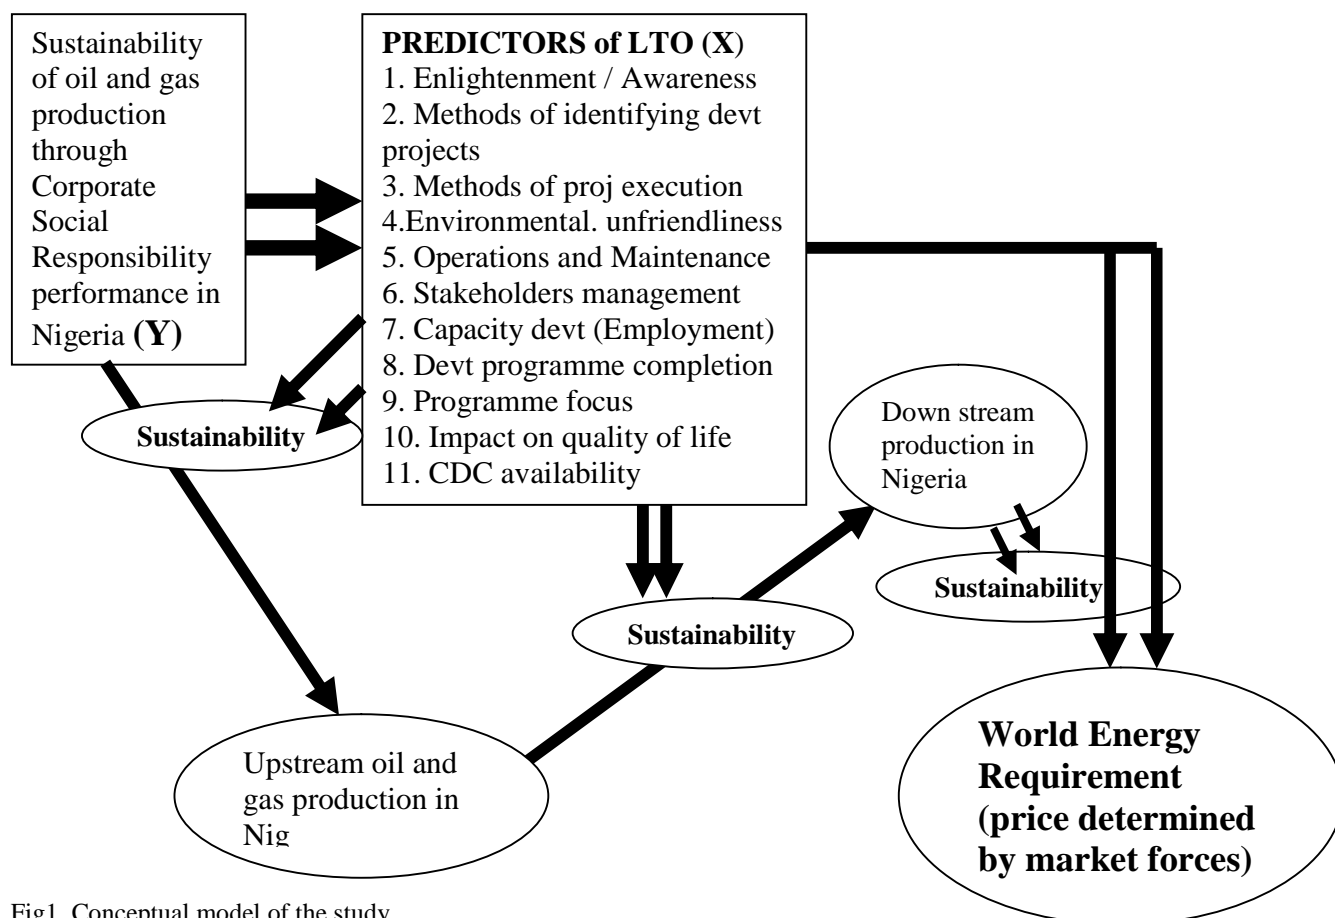 Sustainability
of oil and gas
production
through
Corporate
Social
Responsibility
performance in
Nigeria (Y)
PREDICTORS of LTO (X)
1. Enlightenment / Awareness
2. Methods of identifying devt
projects
3. Methods of proj execution
4.Environmental. unfriendliness
5. Operations and Maintenance
6. Stakeholders management
7. Capacity devt (Employment)
8. Devt programme completion
9. Programme focus
10. Impact on quality of life
11. CDC availability
Sustainability
Down stream
production in
Nigeria
Sustainability
Sustainability
Upstream oil and
gas production in
Nig
World Energy
Requirement
(price determined
by market forces)
Fig1. Conceptual model of the study